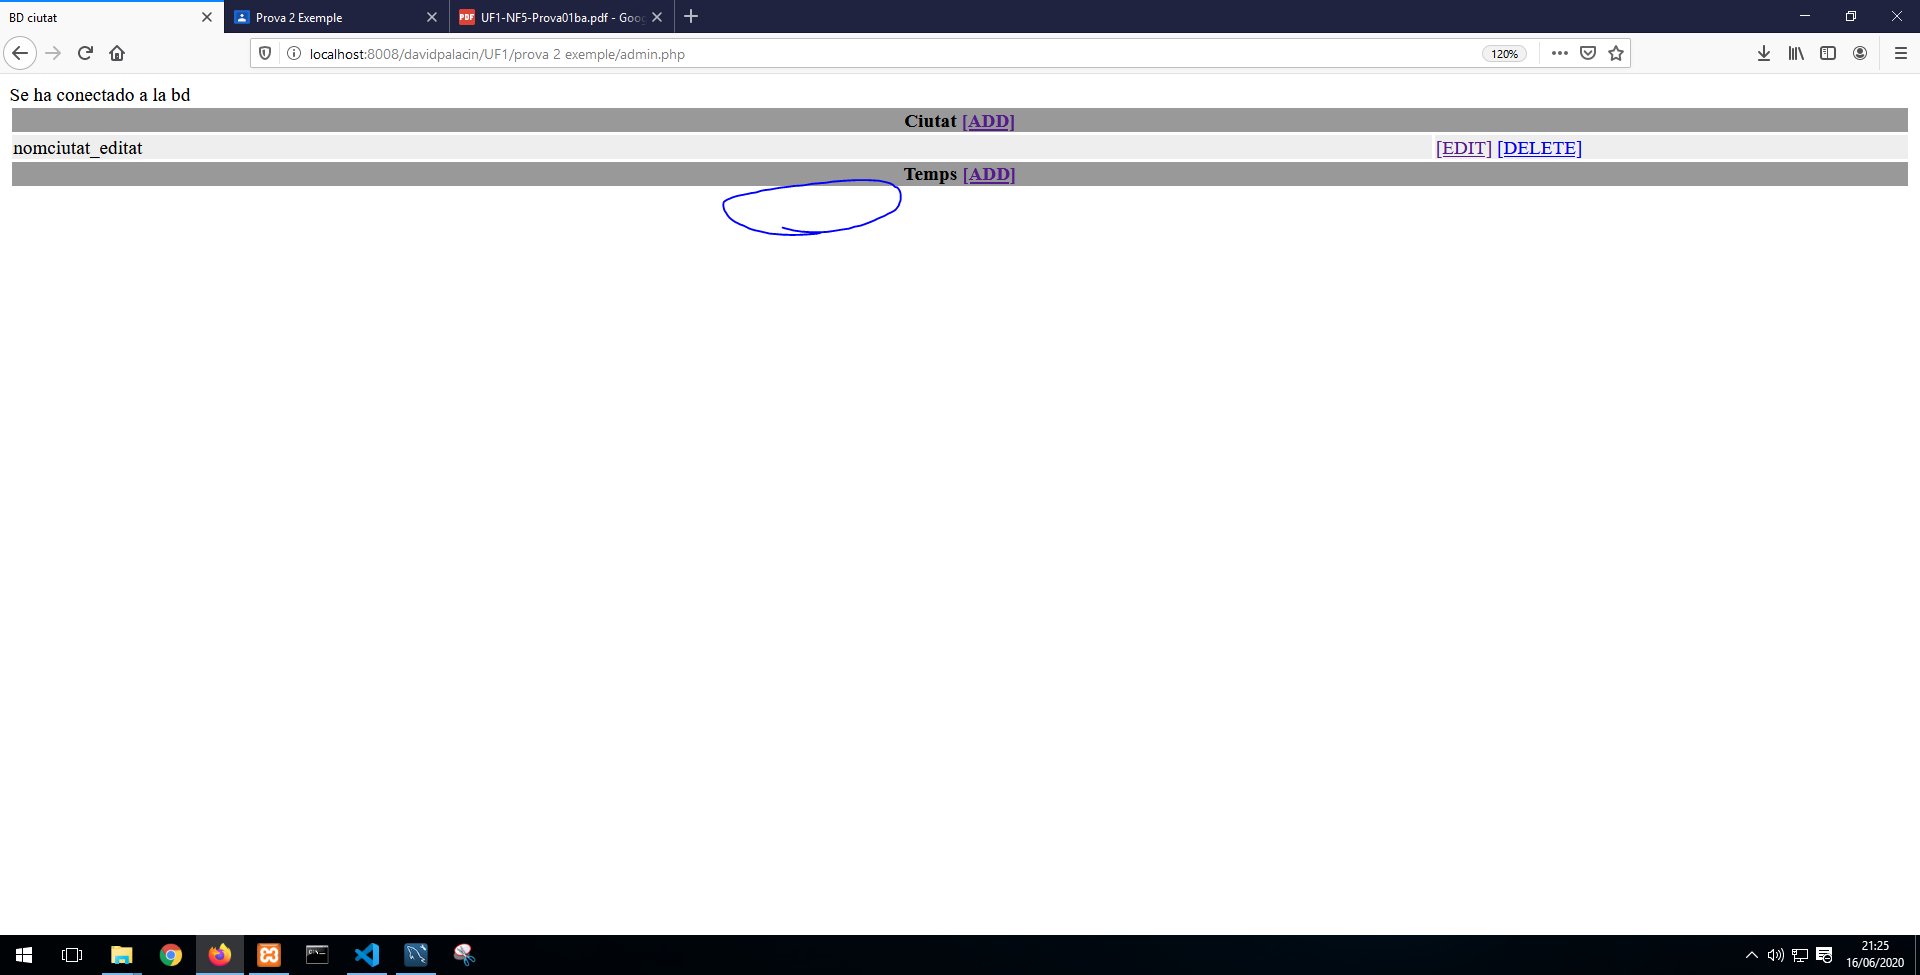 BD ciutat
Prova 2 Exemple
UF1-NF5-Prova01ba.pdf - Goo
localhost:8008/davidpalacin/UF1/prova 2 exemple/admin.php
120%
Se ha conectado a la bd
Ciutat [ADD]
nomciutat_editat [EDIT] [DELETE]
Temps [ADD]
21:25
16/06/2020